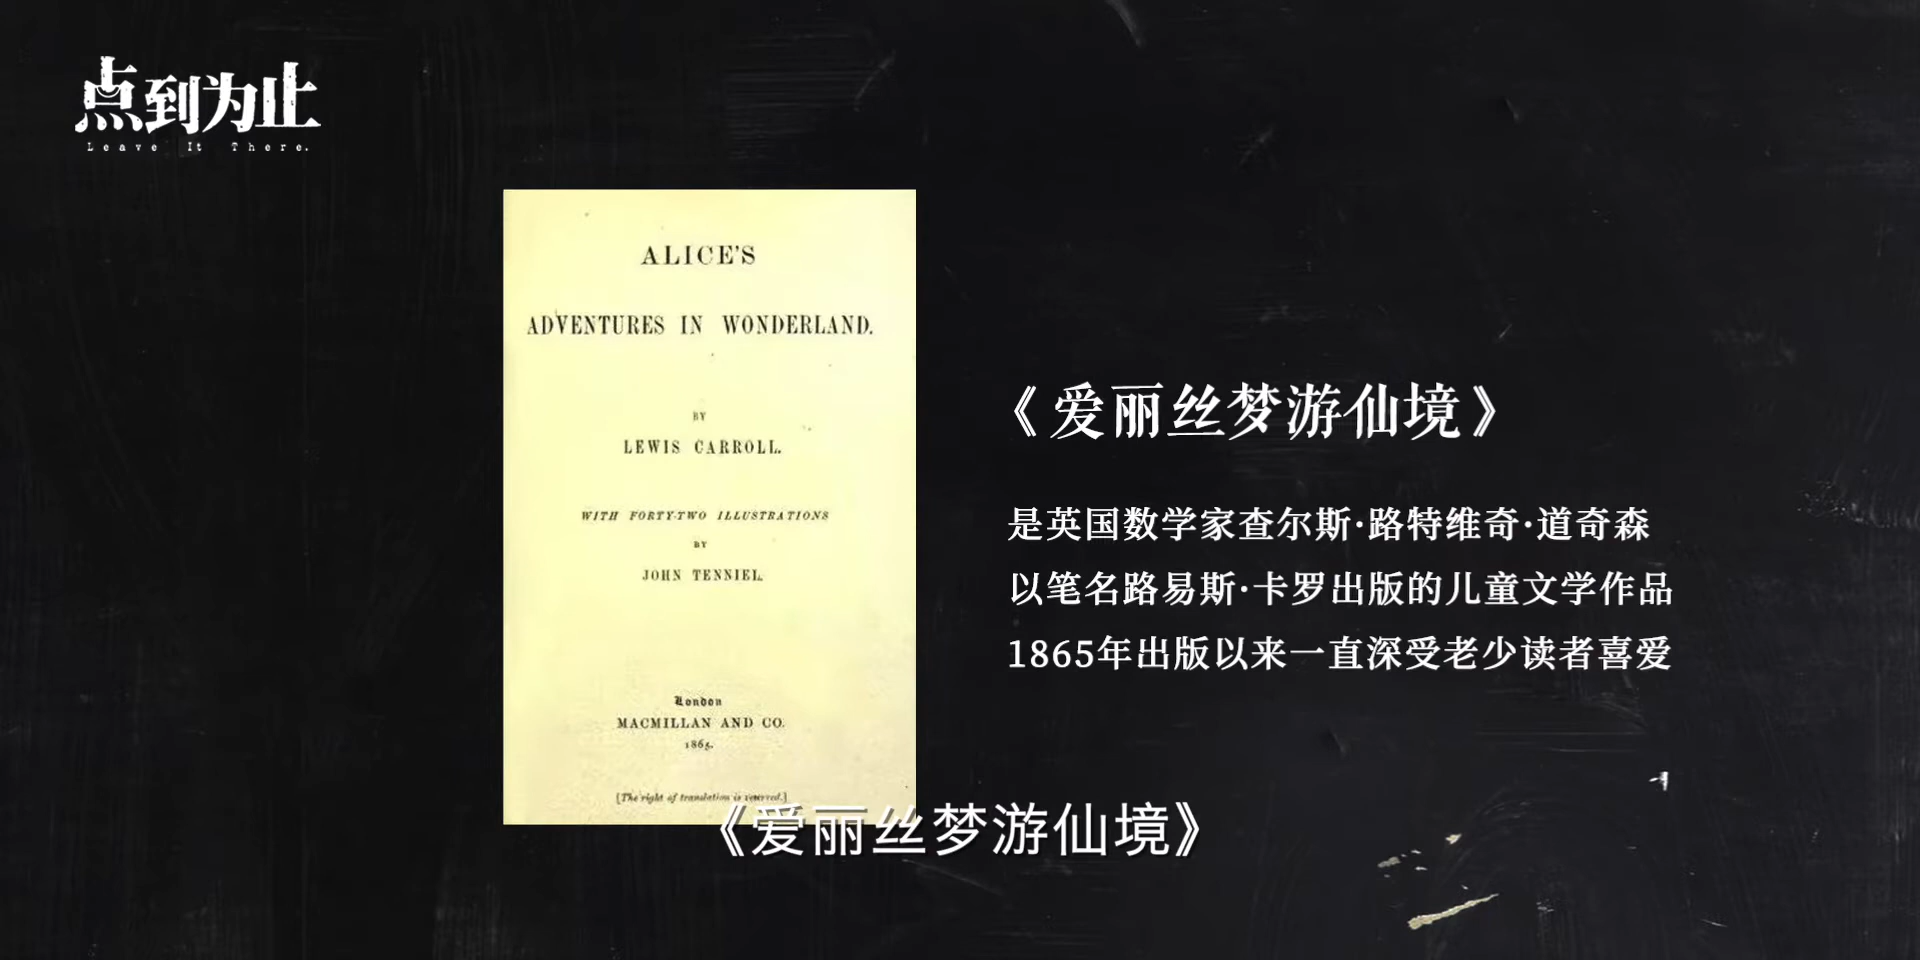 点到为止
Leave It There.
ALICE'S
ADVENTURES IN WONDERLAND.
BY
LEWIS CARROLL.
WITH FORTY-TWO ILLUSTRATIONS
BY
JOHN TENNIEL.
London
MACMILLAN AND CO.
1865.
[The right of translation is reserved.]
《爱丽丝梦游仙境》
是英国数学家查尔斯·路特维奇·道奇森
以笔名路易斯·卡罗出版的儿童文学作品
1865年出版以来一直深受老少读者喜爱
《爱丽丝梦游仙境》